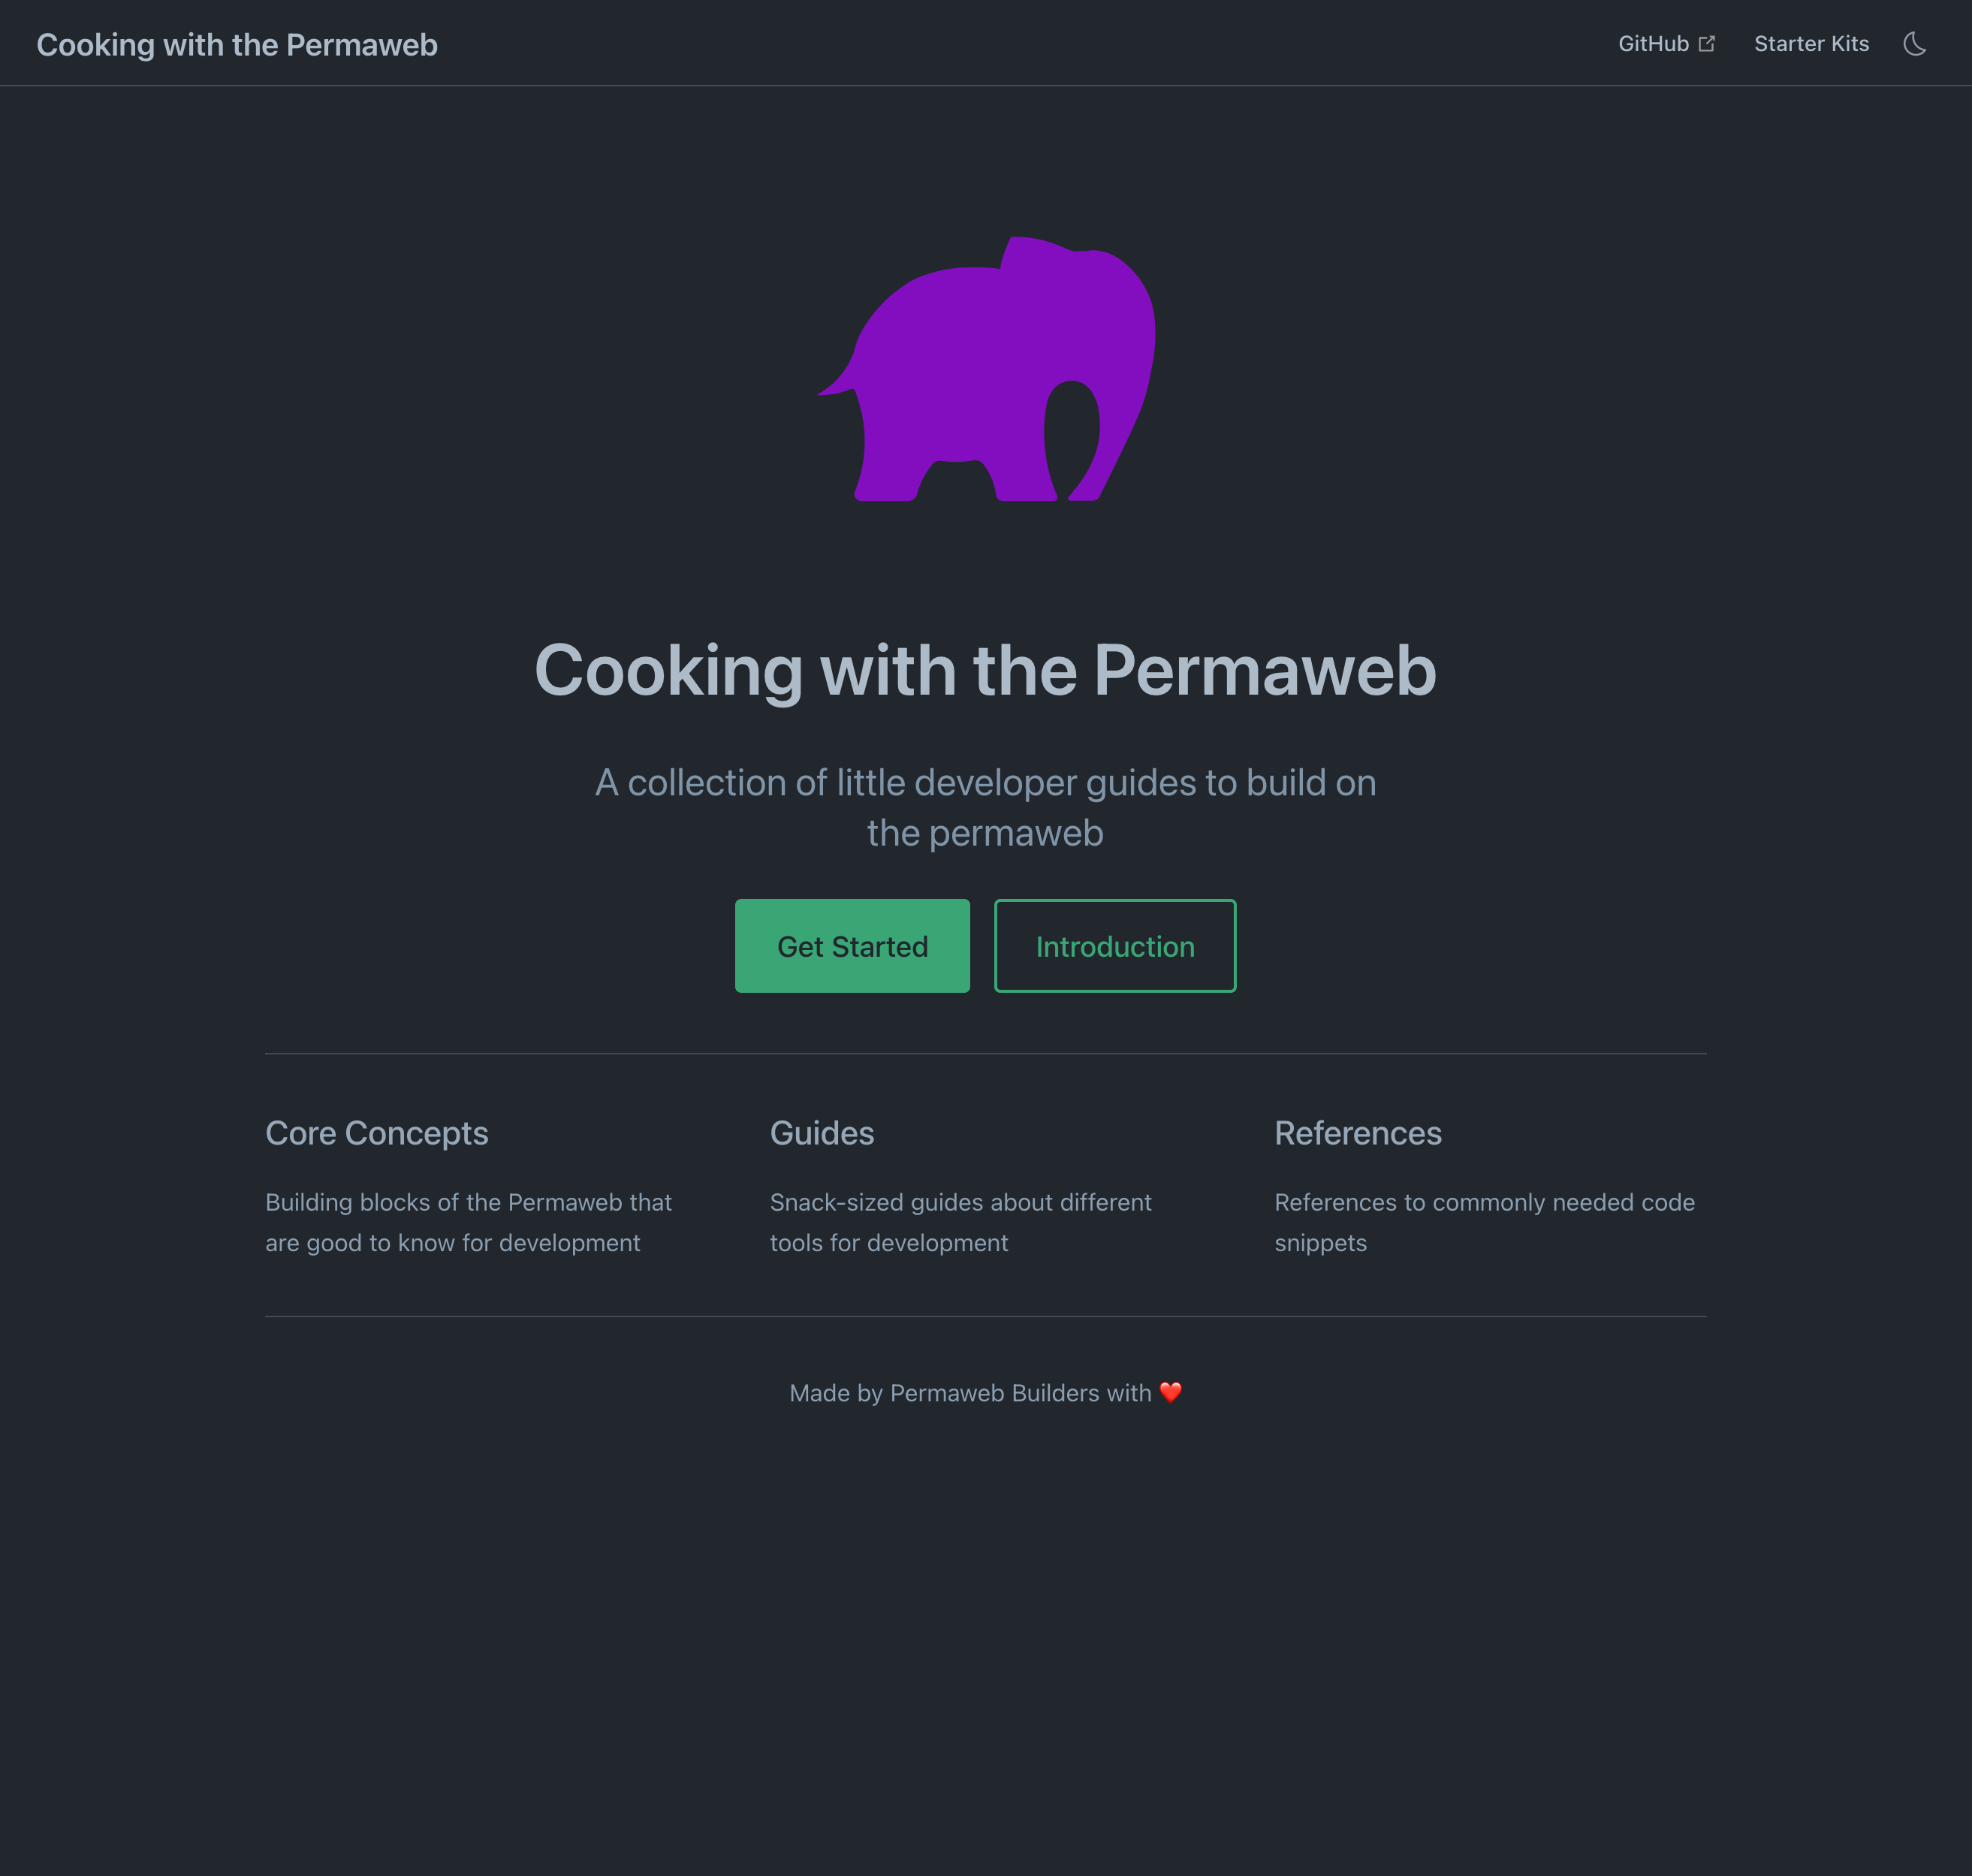 Cooking with the Permaweb
GitHub
Starter Kits
Cooking with the Permaweb
A collection of little developer guides to build on
the permaweb
Get Started
Introduction
Core Concepts
Building blocks of the Permaweb that
are good to know for development
Guides
Snack-sized guides about different
tools for development
References
References to commonly needed code
snippets
Made by Permaweb Builders with ❤️